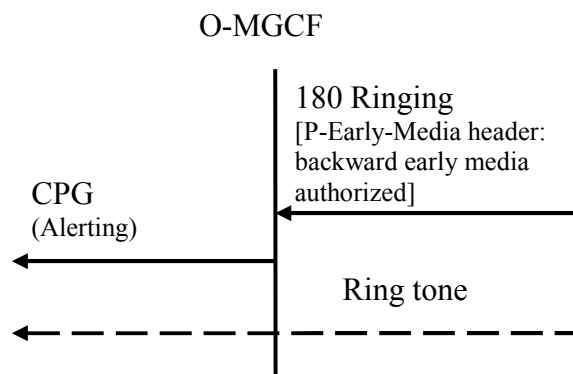 O-MGCF
180 Ringing
[P-Early-Media header:
backward early media
authorized]
CPG
(Alerting)
Ring tone